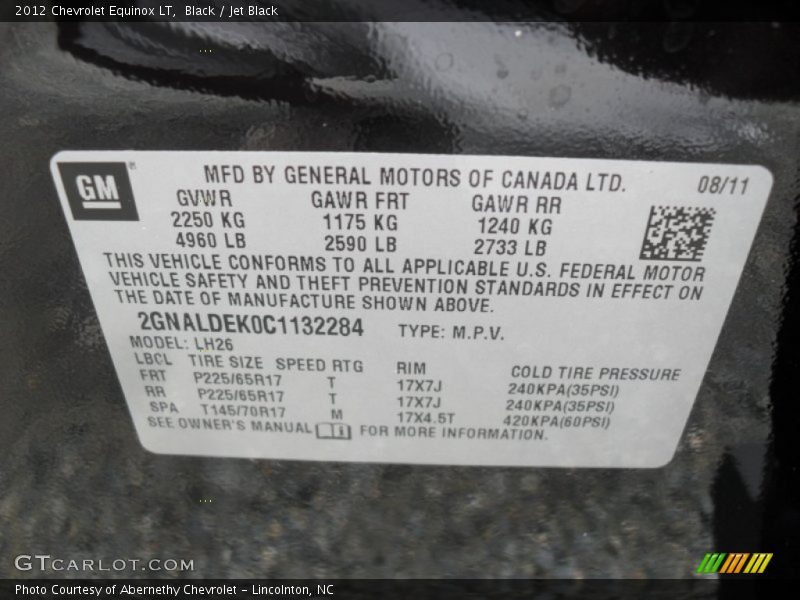 2012 Chevrolet Equinox LT, Black / Jet Black
GM
MFD BY GENERAL MOTORS OF CANADA LTD. 08/11
GVWR GAWR FRT GAWR RR
2250 KG 1175 KG 1240 KG
4960 LB 2590 LB 2733 LB
THIS VEHICLE CONFORMS TO ALL APPLICABLE U.S. FEDERAL MOTOR
VEHICLE SAFETY AND THEFT PREVENTION STANDARDS IN EFFECT ON
THE DATE OF MANUFACTURE SHOWN ABOVE.
2GNALDEK0C1132284 TYPE: M.P.V.
MODEL: LH26
LBCL TIRE SIZE SPEED RTG RIM COLD TIRE PRESSURE
FRT P225/65R17 T 17X7J 240KPA(35PSI)
RR P225/65R17 T 17X7J 240KPA(35PSI)
SPA T145/70R17 M 17X4.5T 420KPA(60PSI)
SEE OWNER'S MANUAL FOR MORE INFORMATION.
GTCARLOT.COM
Photo Courtesy of Abernethy Chevrolet – Lincolnton, NC